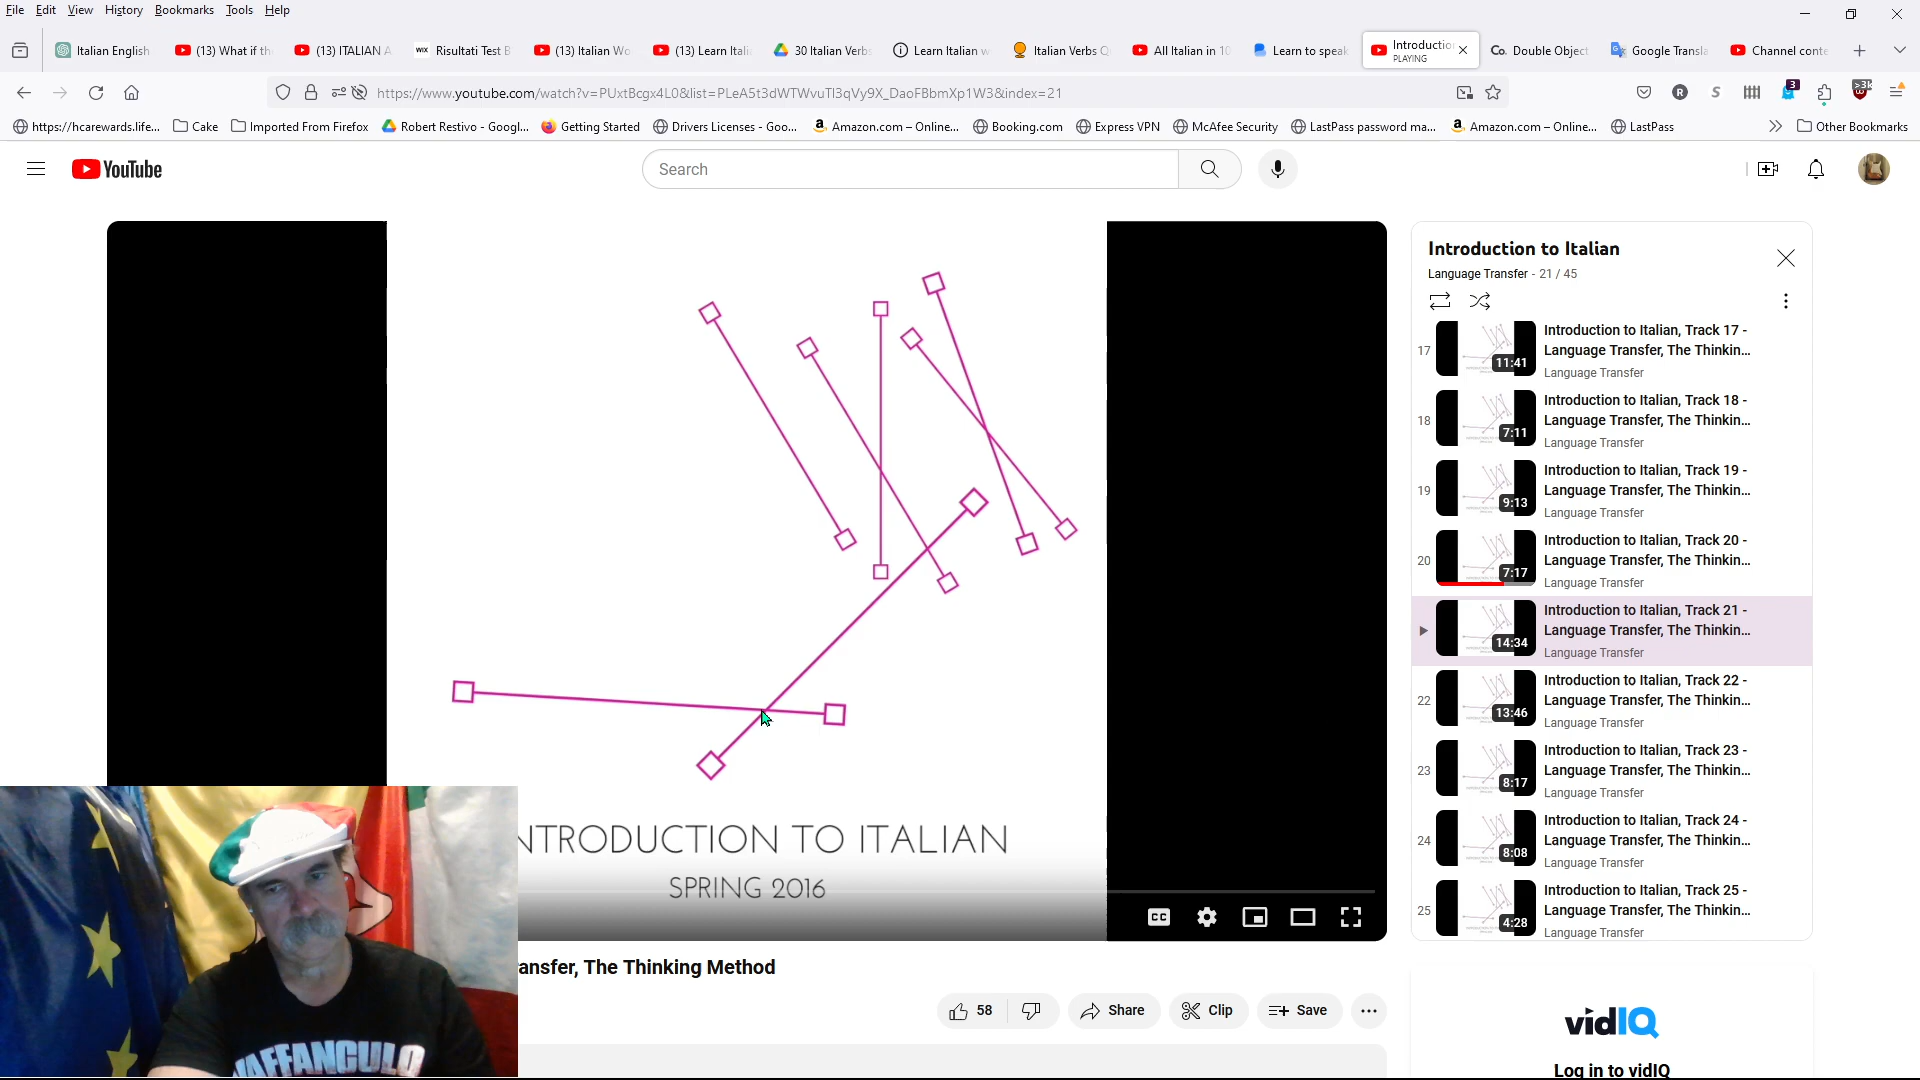 File Edit View History Bookmarks Tools Help
Italian English
(13) What if th
(13) ITALIAN A
WIX Risultati Test B
(13) Italian Wo
(13) Learn Itali
30 Italian Verbs
Learn Italian w
Italian Verbs Q
All Italian in 10
Learn to speak
Introductio
PLAYING
Co. Double Object
Google Transla
Channel conte
https://www.youtube.com/watch?v=PUxtBcgx4L0&list=PLeA5t3dWTWvuTl3qVy9X_DaoFBbmXp1W3&index=21
R
S
3
>3k
https://hcarewards.life...
Cake
Imported From Firefox
Robert Restivo - Googl...
Getting Started
Drivers Licenses - Goo...
Amazon.com – Online...
Booking.com
Express VPN
McAfee Security
LastPass password ma...
Amazon.com – Online...
LastPass
Other Bookmarks
YouTube
Search
NTRODUCTION TO ITALIAN
SPRING 2016
CC
ansfer, The Thinking Method
58
Share
Clip
Save
AFFANCULO
Introduction to Italian
Language Transfer - 21 / 45
17
11:41
Introduction to Italian, Track 17 -
Language Transfer, The Thinkin...
Language Transfer
18
7:11
Introduction to Italian, Track 18 -
Language Transfer, The Thinkin...
Language Transfer
19
9:13
Introduction to Italian, Track 19 -
Language Transfer, The Thinkin...
Language Transfer
20
7:17
Introduction to Italian, Track 20 -
Language Transfer, The Thinkin...
Language Transfer
14:34
Introduction to Italian, Track 21 -
Language Transfer, The Thinkin...
Language Transfer
22
13:46
Introduction to Italian, Track 22 -
Language Transfer, The Thinkin...
Language Transfer
23
8:17
Introduction to Italian, Track 23 -
Language Transfer, The Thinkin...
Language Transfer
24
8:08
Introduction to Italian, Track 24 -
Language Transfer, The Thinkin...
Language Transfer
25
4:28
Introduction to Italian, Track 25 -
Language Transfer, The Thinkin...
Language Transfer
vidIQ
Log in to vidIQ